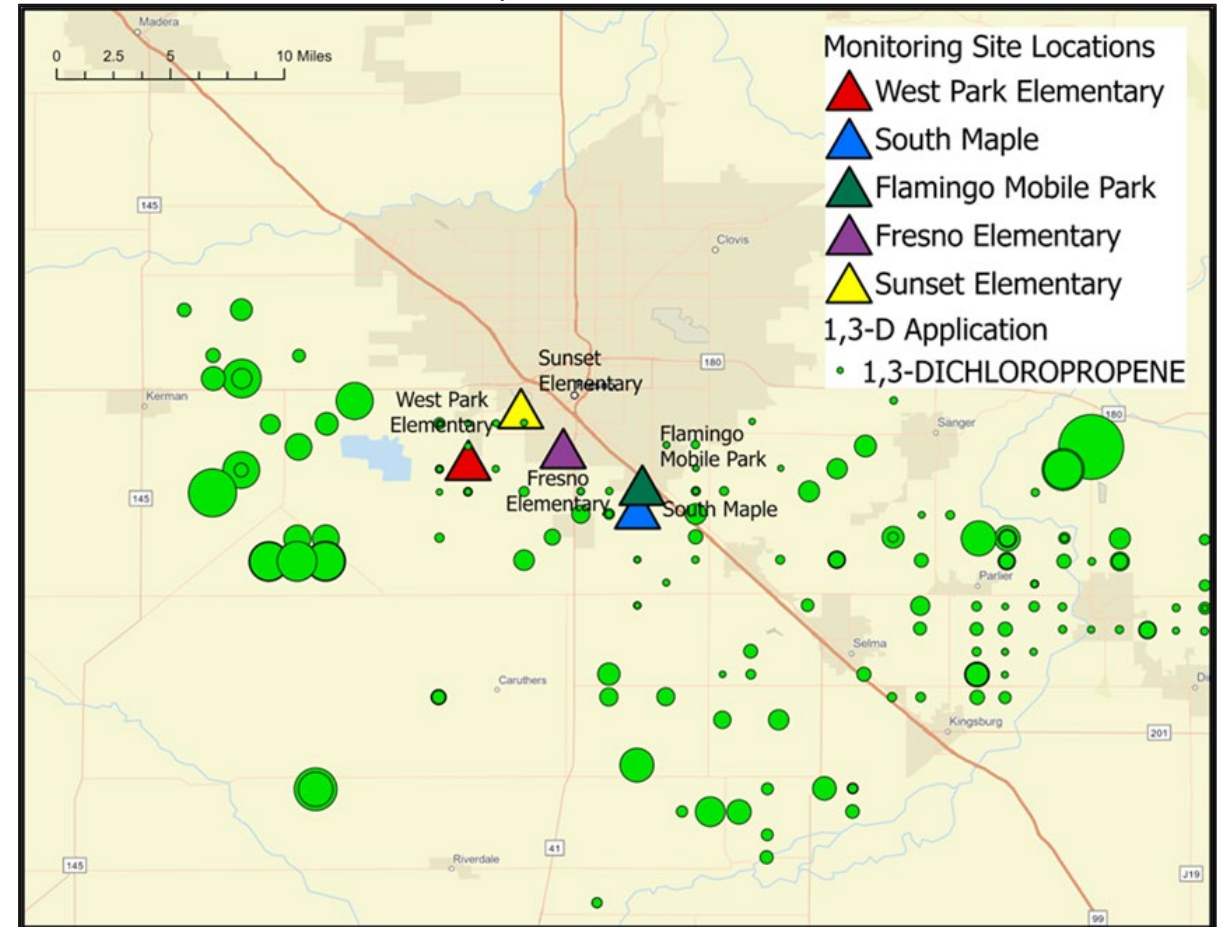 Madera
0 2.5 5 10 Miles
Monitoring Site Locations
West Park Elementary
South Maple
Flamingo Mobile Park
Fresno Elementary
Sunset Elementary
1,3-D Application
1,3-DICHLOROPROPENE
145
Clovis
180
Sunset
Elementary
Kerman
West Park
Elementary
180
Sanger
Flamingo
Mobile Park
145
Fresno
Elementary
South Maple
Parlier
Selma
Caruthers
Di
Kingsburg
201
41
145
Riverdale
J19
99